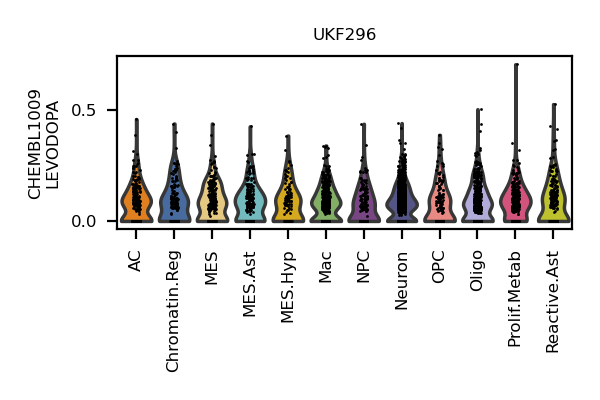 UKF296
CHEMBL1009
LEVODOPA
0.5
0.0
AC
Chromatin.Reg
MES
MES.Ast
MES.Hyp
Mac
NPC
Neuron
OPC
Oligo
Prolif.Metab
Reactive.Ast